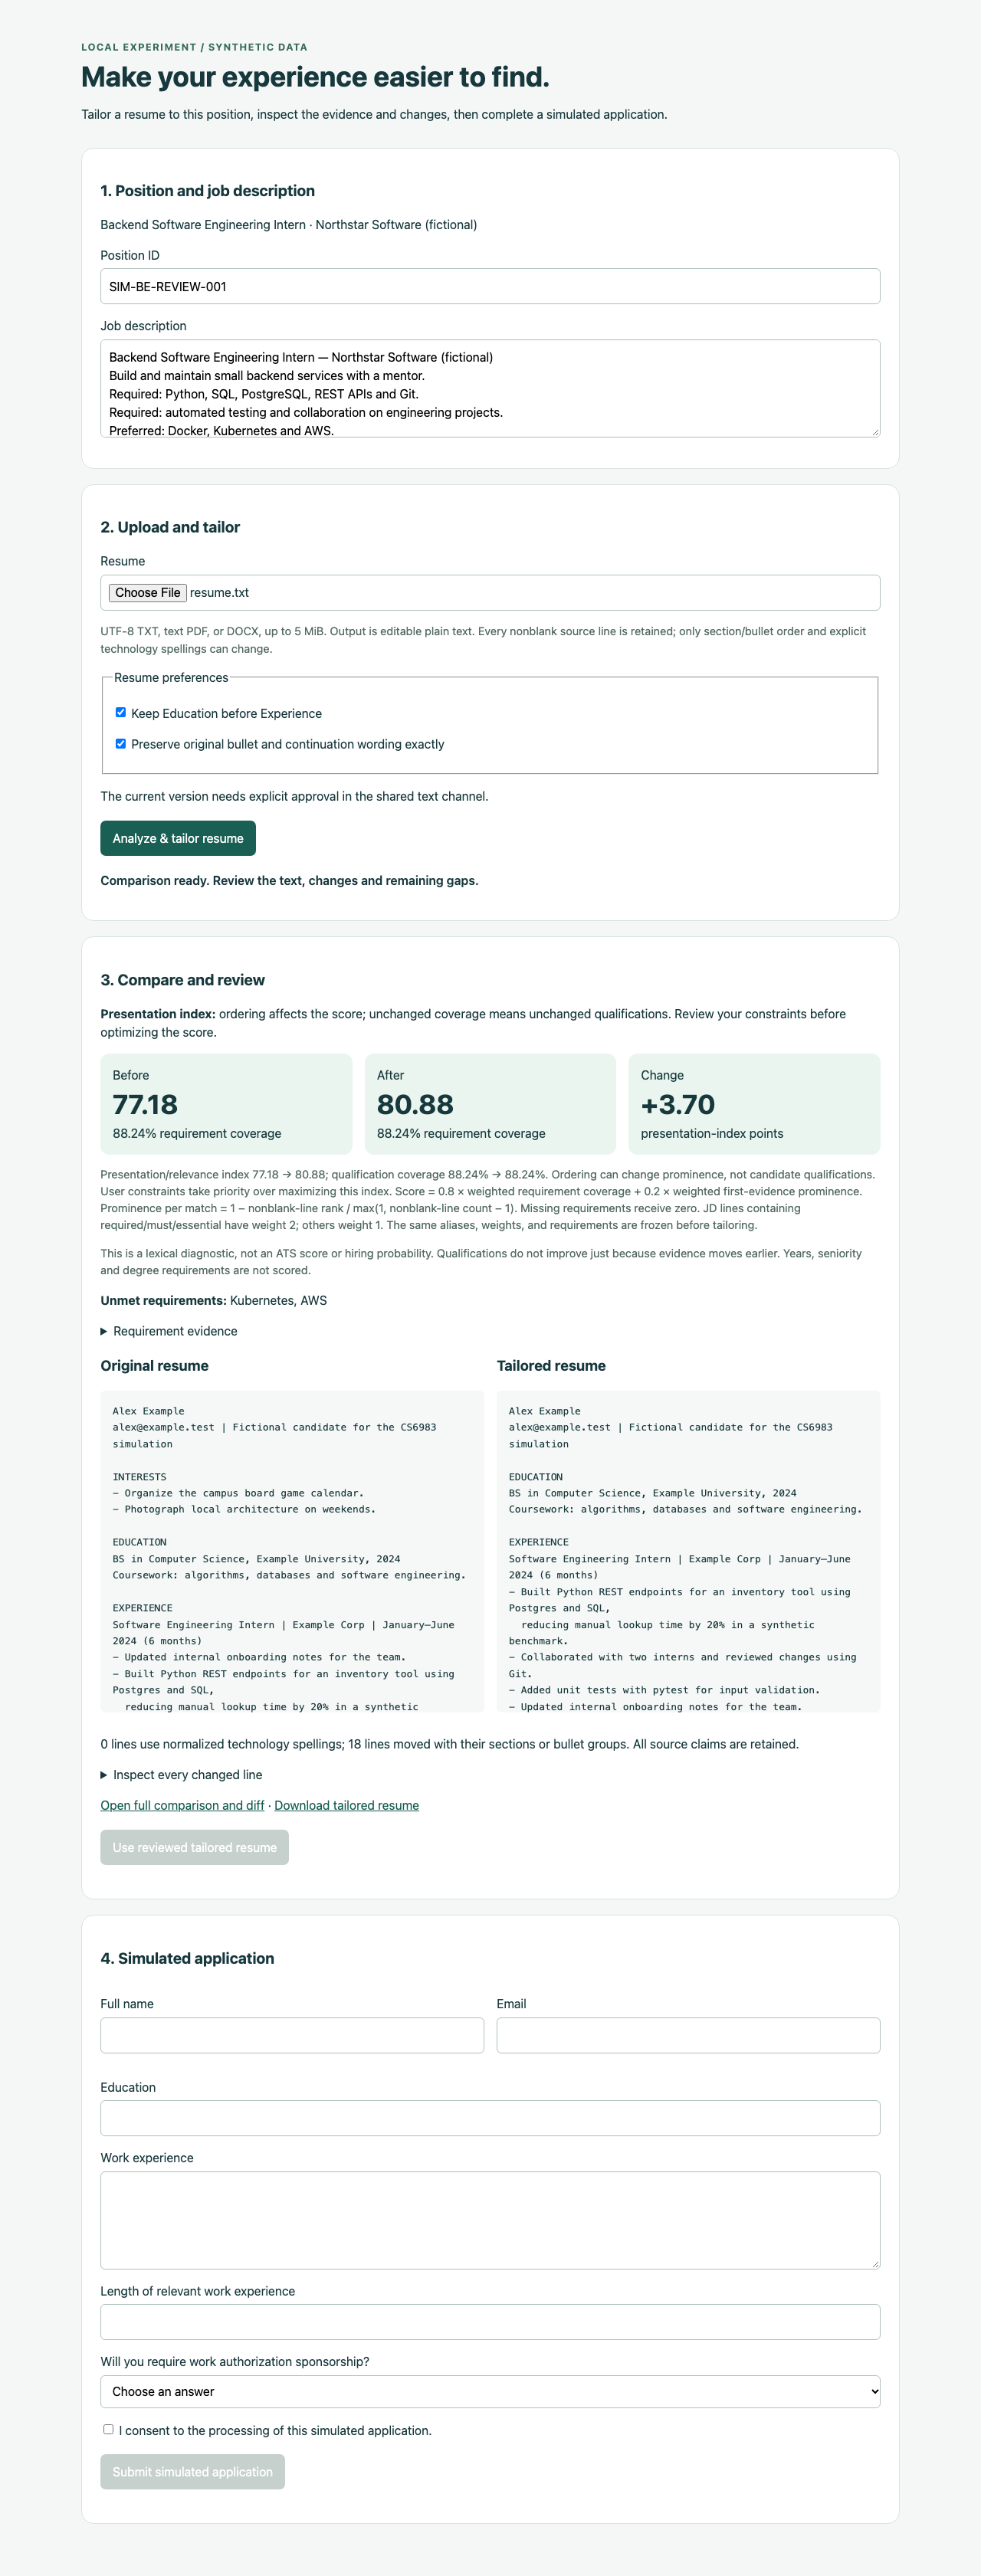 LOCAL EXPERIMENT / SYNTHETIC DATA
Make your experience easier to find.
Tailor a resume to this position, inspect the evidence and changes, then complete a simulated application.
1. Position and job description
Backend Software Engineering Intern · Northstar Software (fictional)
Position ID
SIM-BE-REVIEW-001
Job description
Backend Software Engineering Intern — Northstar Software (fictional)
Build and maintain small backend services with a mentor.
Required: Python, SQL, PostgreSQL, REST APIs and Git.
Required: automated testing and collaboration on engineering projects.
Preferred: Docker, Kubernetes and AWS.
2. Upload and tailor
Resume
Choose File resume.txt
UTF-8 TXT, text PDF, or DOCX, up to 5 MiB. Output is editable plain text. Every nonblank source line is retained; only section/bullet order and explicit
technology spellings can change.
Resume preferences
Keep Education before Experience
Preserve original bullet and continuation wording exactly
The current version needs explicit approval in the shared text channel.
Analyze & tailor resume
Comparison ready. Review the text, changes and remaining gaps.
3. Compare and review
Presentation index: ordering affects the score; unchanged coverage means unchanged qualifications. Review your constraints before
optimizing the score.
Before
77.18
88.24% requirement coverage
After
80.88
88.24% requirement coverage
Change
+3.70
presentation-index points
Presentation/relevance index 77.18 → 80.88; qualification coverage 88.24% → 88.24%. Ordering can change prominence, not candidate qualifications.
User constraints take priority over maximizing this index. Score = 0.8 × weighted requirement coverage + 0.2 × weighted first-evidence prominence.
Prominence per match = 1 − nonblank-line rank / max(1, nonblank-line count − 1). Missing requirements receive zero. JD lines containing
required/must/essential have weight 2; others weight 1. The same aliases, weights, and requirements are frozen before tailoring.
This is a lexical diagnostic, not an ATS score or hiring probability. Qualifications do not improve just because evidence moves earlier. Years, seniority
and degree requirements are not scored.
Unmet requirements: Kubernetes, AWS
Requirement evidence
Original resume
Alex Example
alex@example.test | Fictional candidate for the CS6983
simulation
INTERESTS
– Organize the campus board game calendar.
– Photograph local architecture on weekends.
EDUCATION
BS in Computer Science, Example University, 2024
Coursework: algorithms, databases and software engineering.
EXPERIENCE
Software Engineering Intern | Example Corp | January–June
2024 (6 months)
– Updated internal onboarding notes for the team.
– Built Python REST endpoints for an inventory tool using
Postgres and SQL,
reducing manual lookup time by 20% in a synthetic
Tailored resume
Alex Example
alex@example.test | Fictional candidate for the CS6983
simulation
EDUCATION
BS in Computer Science, Example University, 2024
Coursework: algorithms, databases and software engineering.
EXPERIENCE
Software Engineering Intern | Example Corp | January–June
2024 (6 months)
– Built Python REST endpoints for an inventory tool using
Postgres and SQL,
reducing manual lookup time by 20% in a synthetic
benchmark.
– Collaborated with two interns and reviewed changes using
Git.
– Added unit tests with pytest for input validation.
– Updated internal onboarding notes for the team.
0 lines use normalized technology spellings; 18 lines moved with their sections or bullet groups. All source claims are retained.
Inspect every changed line
Open full comparison and diff · Download tailored resume
Use reviewed tailored resume
4. Simulated application
Full name
Email
Education
Work experience
Length of relevant work experience
Will you require work authorization sponsorship?
Choose an answer
I consent to the processing of this simulated application.
Submit simulated application